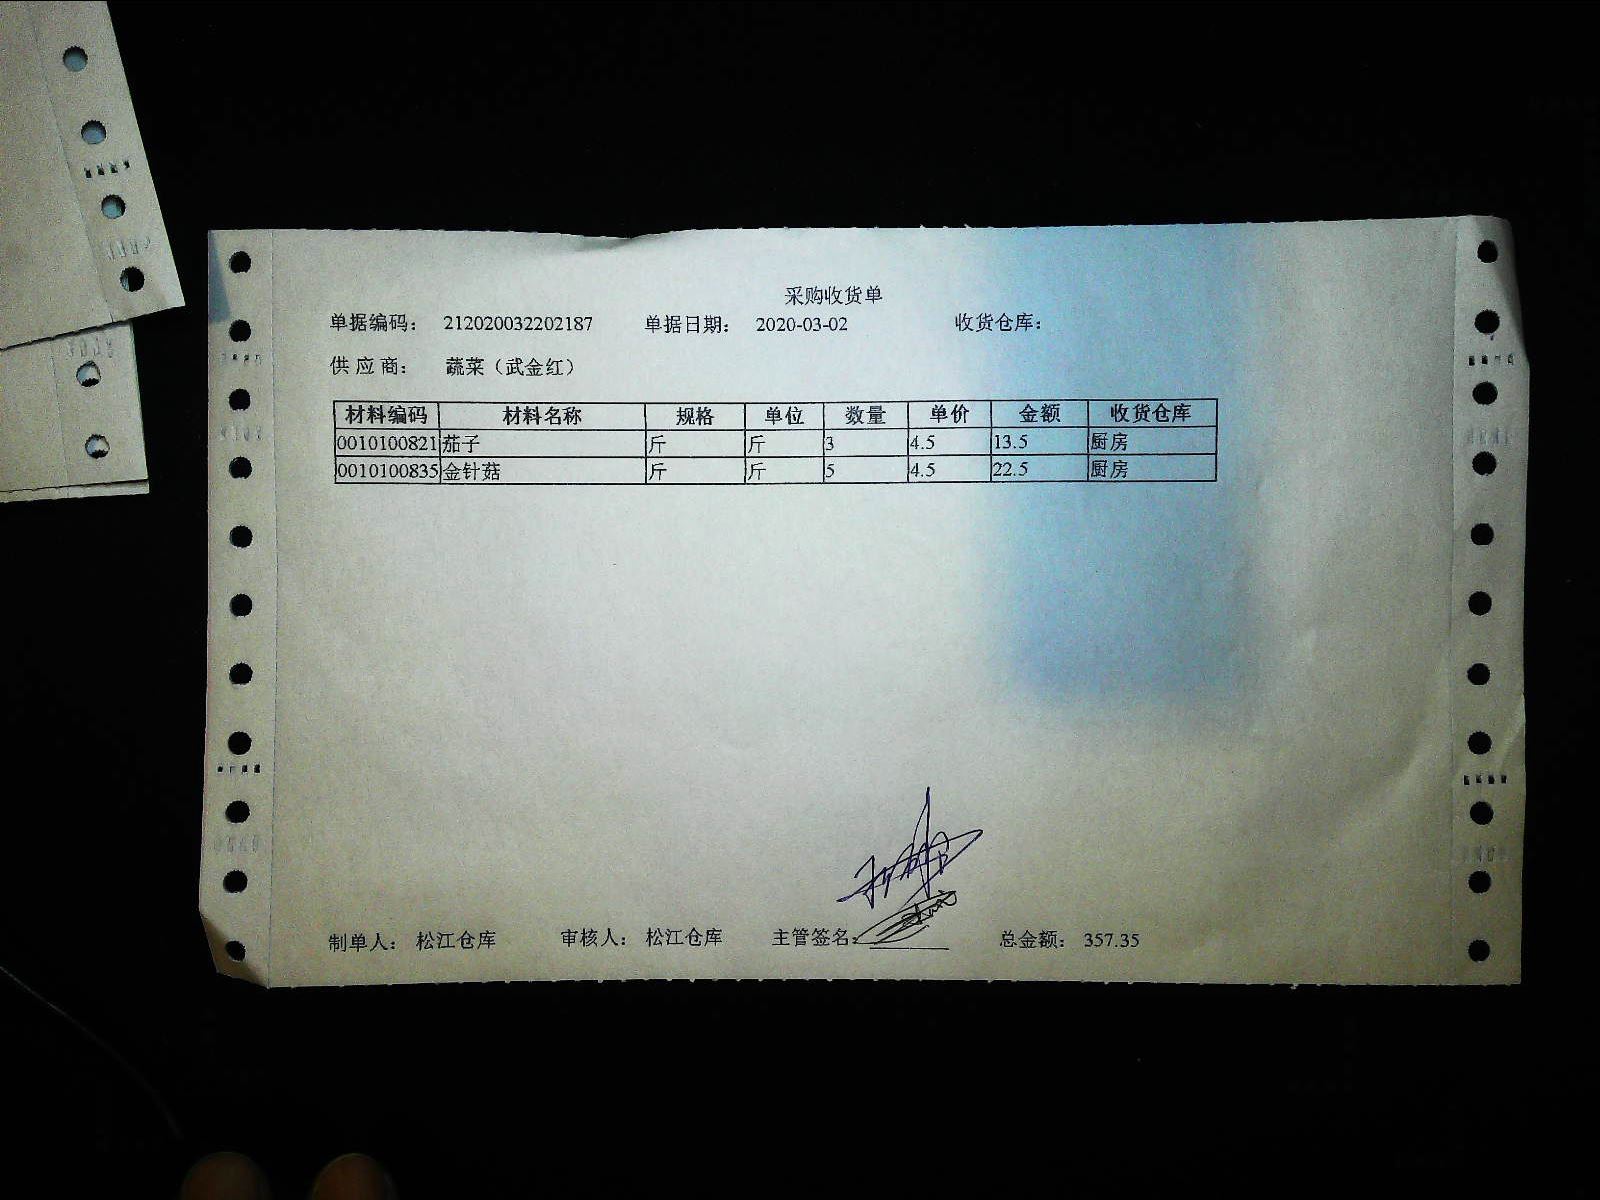 采购收货单
单据编码： 212020032202187 单据日期： 2020-03-02 收货仓库：
供 应 商： 蔬菜（武金红）
材料编码 材料名称 规格 单位 数量 单价 金额 收货仓库
0010100821 茄子 斤 斤 3 4.5 13.5 厨房
0010100835 金针菇 斤 斤 5 4.5 22.5 厨房
制单人： 松江仓库 审核人： 松江仓库 主管签名： 总金额： 357.35